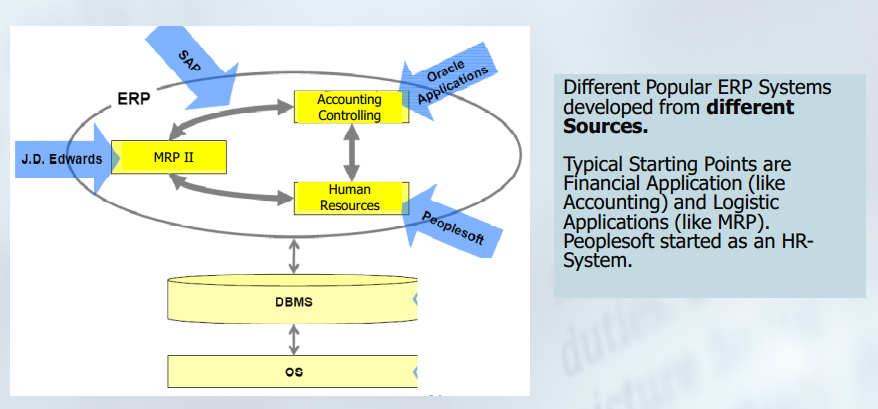 SAP
Oracle
Applications
ERP
Accounting
Controlling
J.D. Edwards
MRP II
Human
Resources
Peoplesoft
DBMS
OS
Different Popular ERP Systems
developed from different
Sources.
Typical Starting Points are
Financial Application (like
Accounting) and Logistic
Applications (like MRP).
Peoplesoft started as an HR-
System.
duties
picture